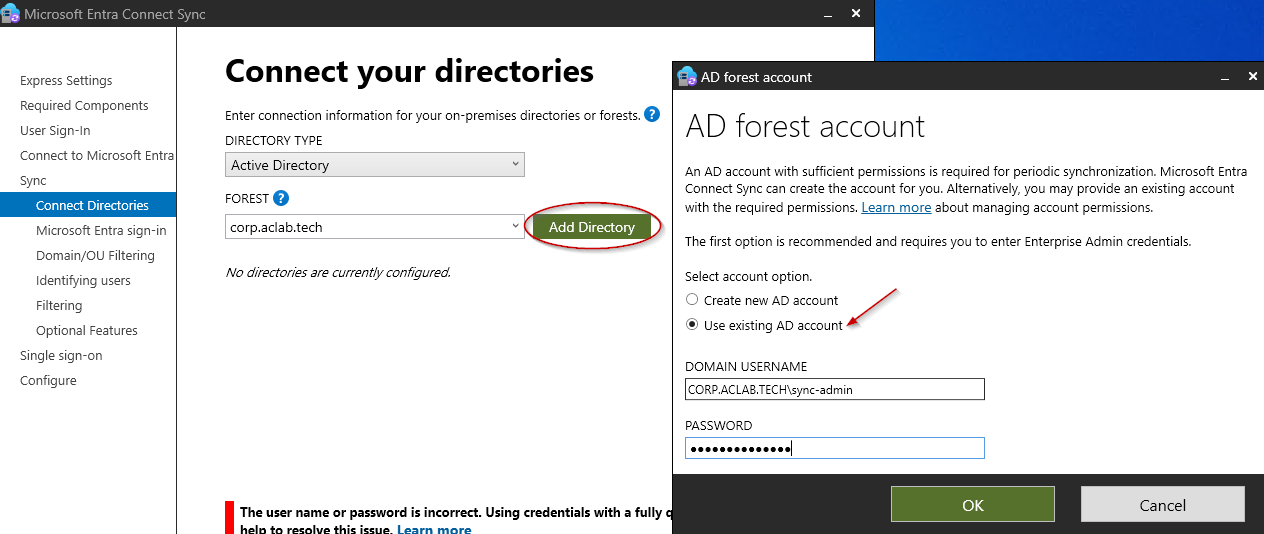 Microsoft Entra Connect Sync
Express Settings
Required Components
User Sign-In
Connect to Microsoft Entra
Sync
Connect Directories
Microsoft Entra sign-in
Domain/OU Filtering
Identifying users
Filtering
Optional Features
Single sign-on
Configure
Connect your directories
Enter connection information for your on-premises directories or forests. ?
DIRECTORY TYPE
Active Directory
FOREST ?
corp.aclab.tech
Add Directory
No directories are currently configured.
The user name or password is incorrect. Using credentials with a fully q
help to resolve this issue. Learn more
AD forest account
AD forest account
An AD account with sufficient permissions is required for periodic synchronization. Microsoft Entra
Connect Sync can create the account for you. Alternatively, you may provide an existing account
with the required permissions. Learn more about managing account permissions.
The first option is recommended and requires you to enter Enterprise Admin credentials.
Select account option.
Create new AD account
Use existing AD account
DOMAIN USERNAME
CORP.ACLAB.TECH\sync-admin
PASSWORD
●●●●●●●●●●●●●●
OK
Cancel